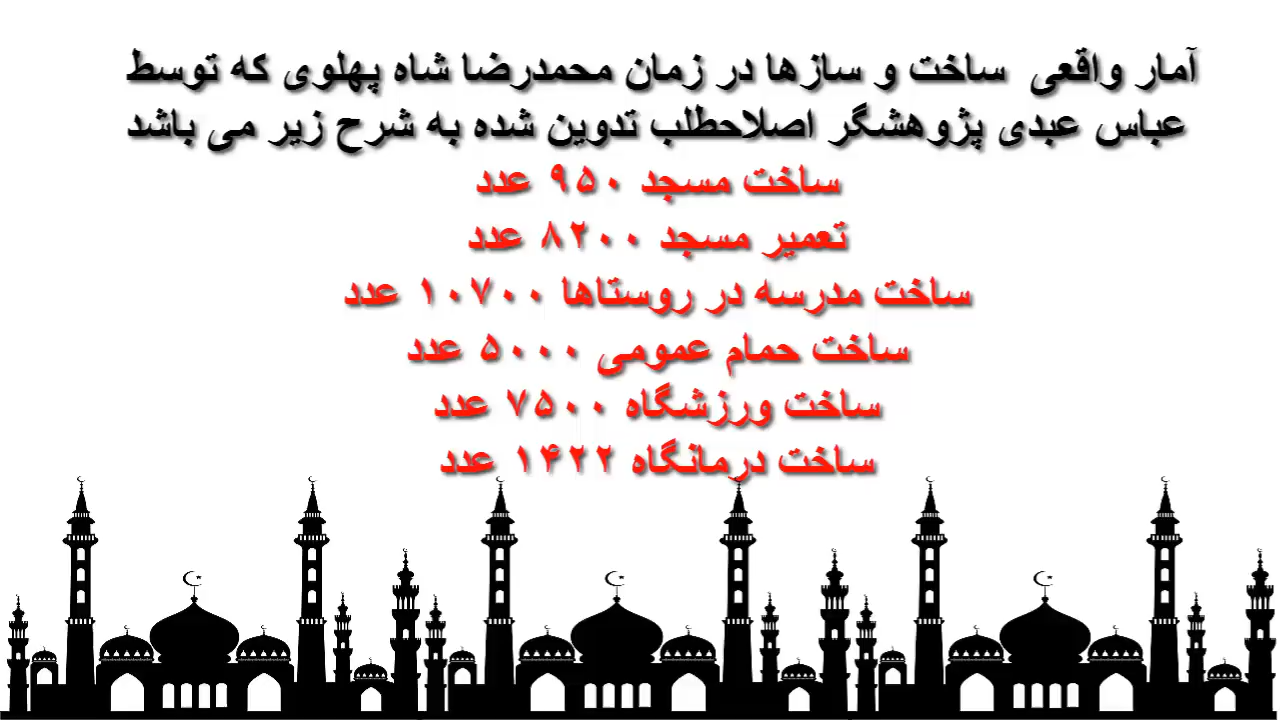 آمار واقعی ساخت و سازها در زمان محمدرضا شاه پهلوی که توسط
عباس عبدی پژوهشگر اصلاحطلب تدوین شده به شرح زیر می باشد
ساخت مسجد ۹۵۰ عدد
تعمیر مسجد ۸۲۰۰ عدد
ساخت مدرسه در روستاها ۱۰۷۰۰ عدد
ساخت حمام عمومی ۵۰۰۰ عدد
ساخت ورزشگاه ۷۵۰۰ عدد
ساخت درمانگاه ۱۴۲۲ عدد